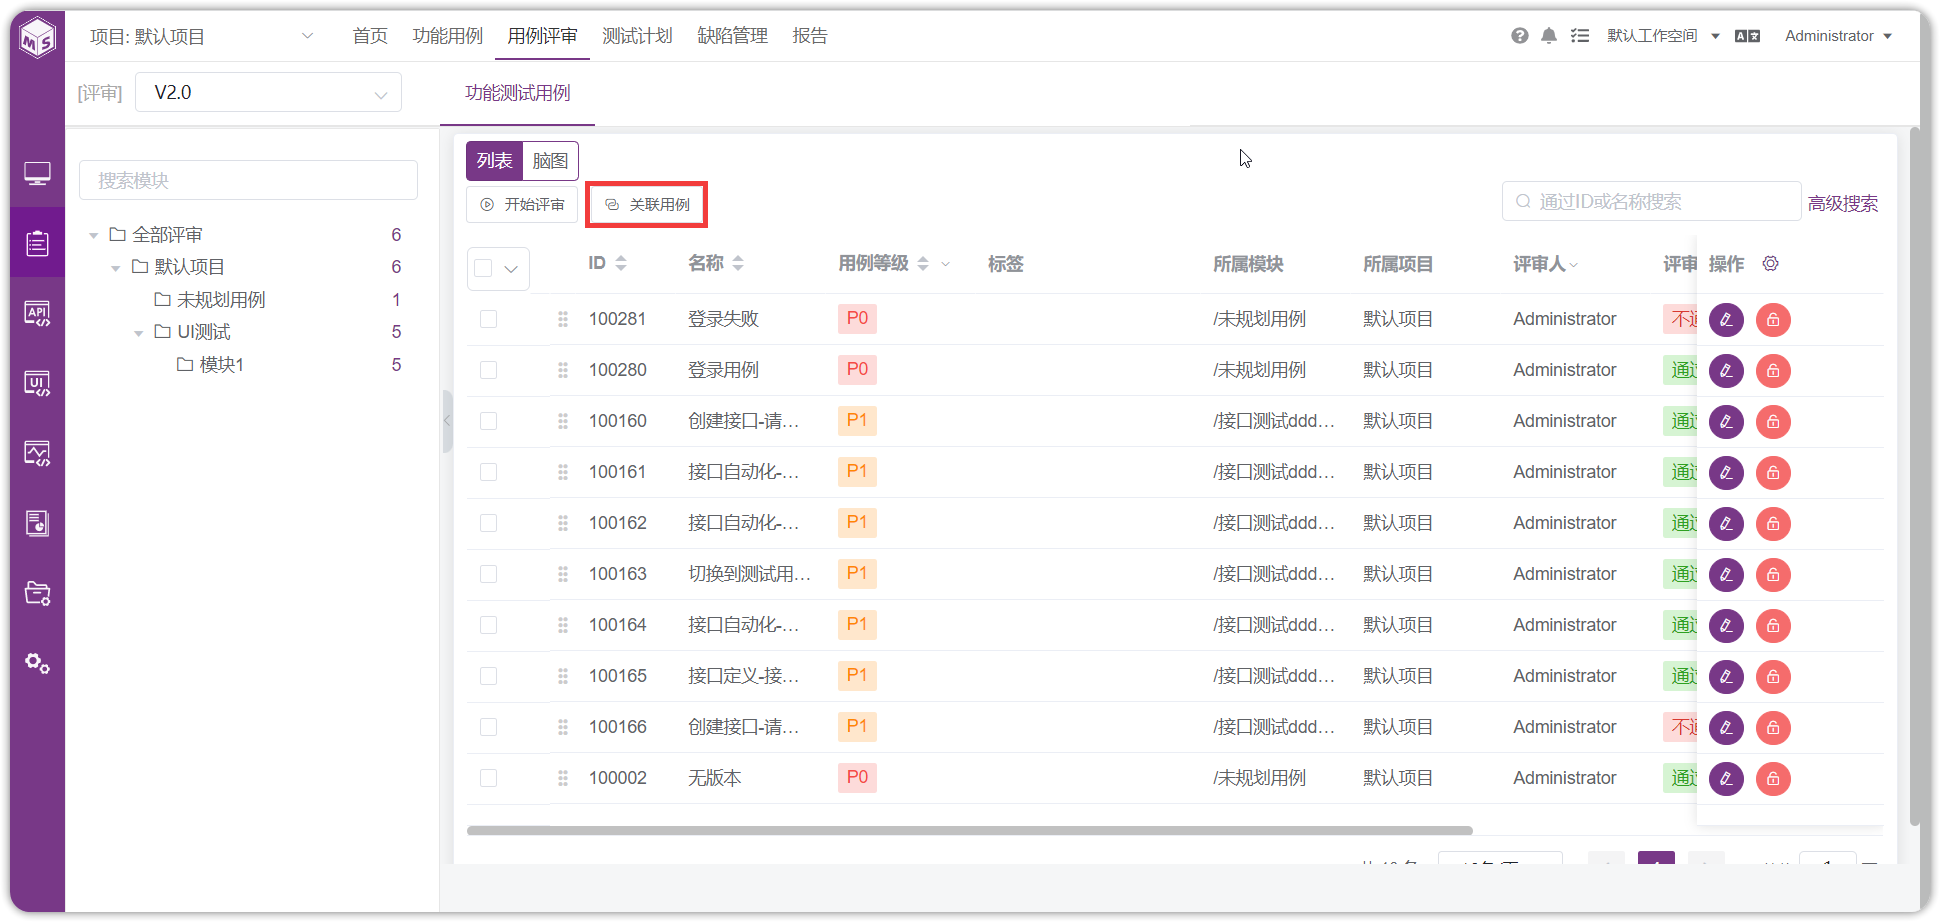 项目: 默认项目
首页
功能用例
用例评审
测试计划
缺陷管理
报告
默认工作空间
Administrator
[评审]
V2.0
功能测试用例
搜索模块
全部评审 6
默认项目 6
未规划用例 1
UI测试 5
模块1 5
API
UI
列表
脑图
开始评审
关联用例
通过ID或名称搜索
高级搜索
ID 名称 用例等级 标签 所属模块 所属项目 评审人 评审 操作
100281 登录失败 P0 /未规划用例 默认项目 Administrator 不通
100280 登录用例 P0 /未规划用例 默认项目 Administrator 通过
100160 创建接口-请... P1 /接口测试ddd... 默认项目 Administrator 通过
100161 接口自动化-... P1 /接口测试ddd... 默认项目 Administrator 通过
100162 接口自动化-... P1 /接口测试ddd... 默认项目 Administrator 通过
100163 切换到测试用... P1 /接口测试ddd... 默认项目 Administrator 通过
100164 接口自动化-... P1 /接口测试ddd... 默认项目 Administrator 通过
100165 接口定义-接... P1 /接口测试ddd... 默认项目 Administrator 通过
100166 创建接口-请... P1 /接口测试ddd... 默认项目 Administrator 不通
100002 无版本 P0 /未规划用例 默认项目 Administrator 通过